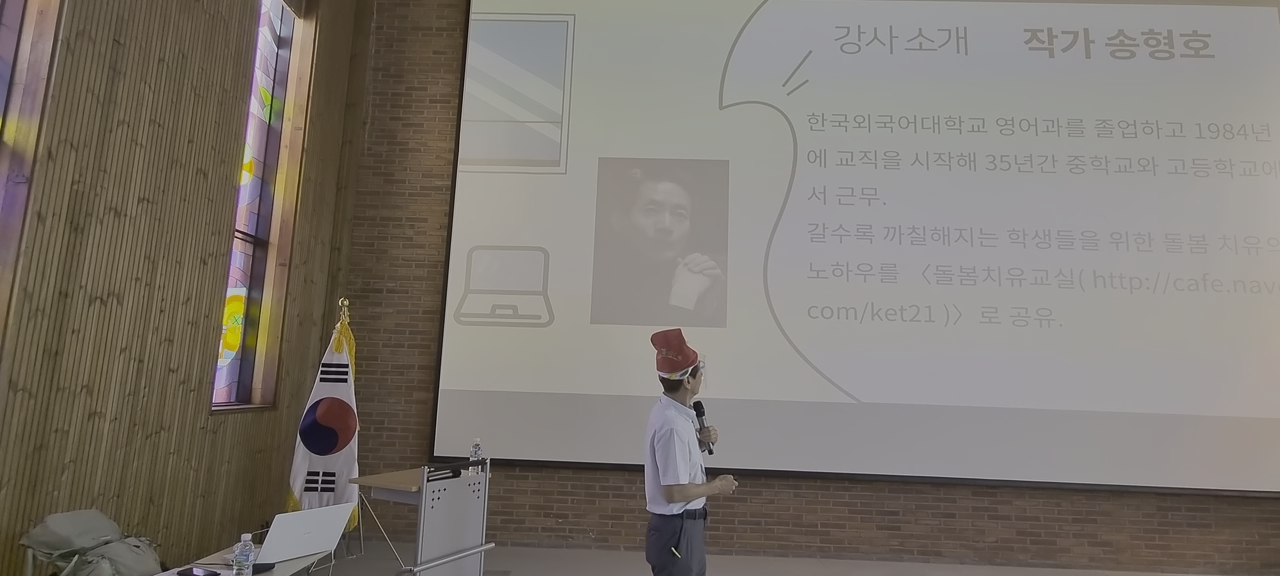 강사 소개 작가 송형호
한국외국어대학교 영어과를 졸업하고 1984년
에 교직을 시작해 35년간 중학교와 고등학교에
서 근무.
갈수록 까칠해지는 학생들을 위한 돌봄 치유의
노하우를 〈돌봄치유교실( http://cafe.nav
com/ket21 )〉로 공유.